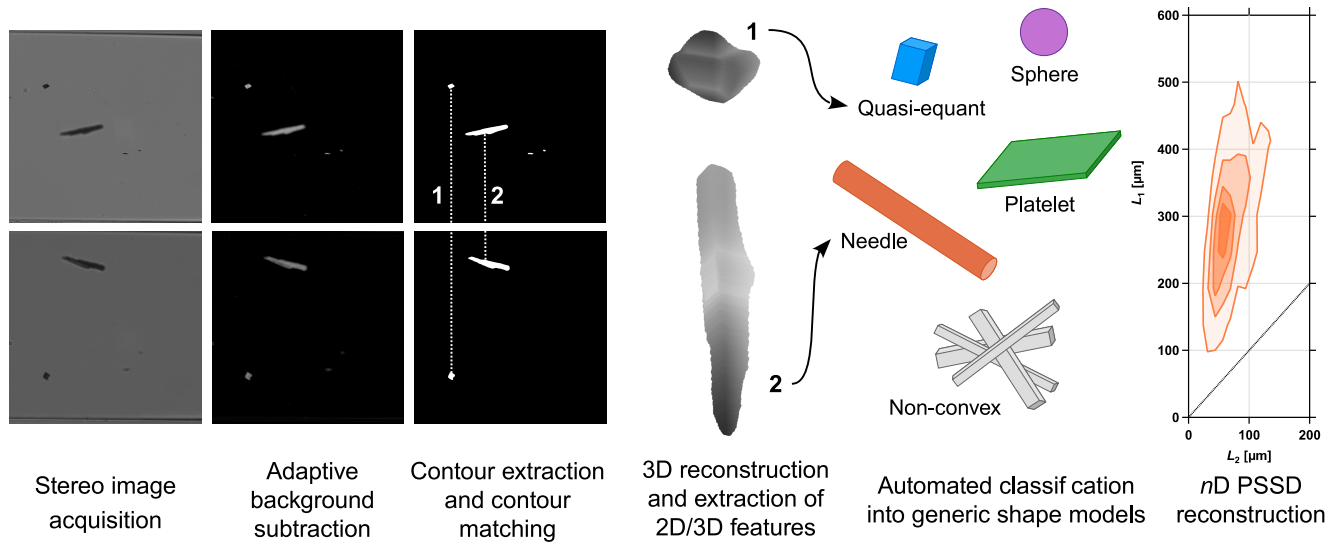 1
2
1
2
Quasi-equant
Sphere
Platelet
Needle
Non-convex
600
500
400
300
200
100
0
L₁ [µm]
0
100
200
L₂ [µm]
Stereo image
acquisition
Adaptive
background
subtraction
Contour extraction
and contour
matching
3D reconstruction
and extraction of
2D/3D features
Automated classif cation
into generic shape models
nD PSSD
reconstruction